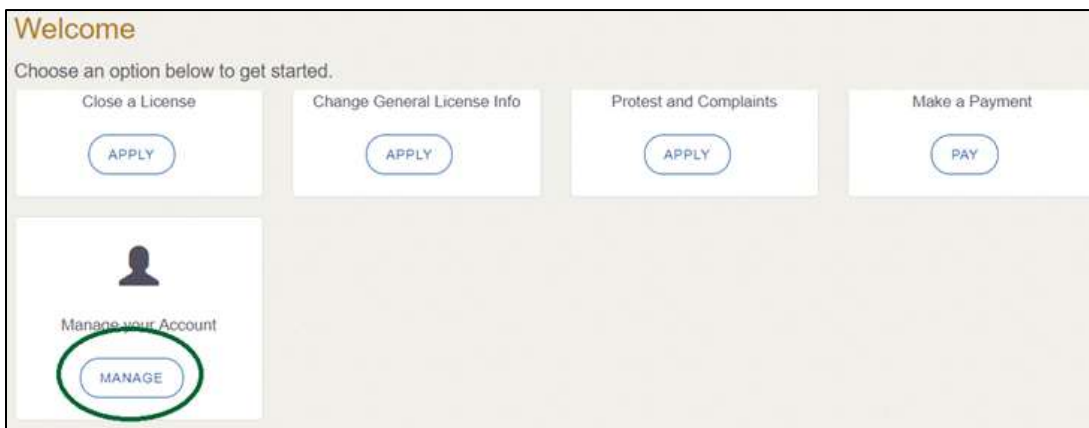 Welcome
Choose an option below to get started.
Close a License
Change General License Info
Protest and Complaints
Make a Payment
APPLY
APPLY
APPLY
PAY
Manage your Account
MANAGE